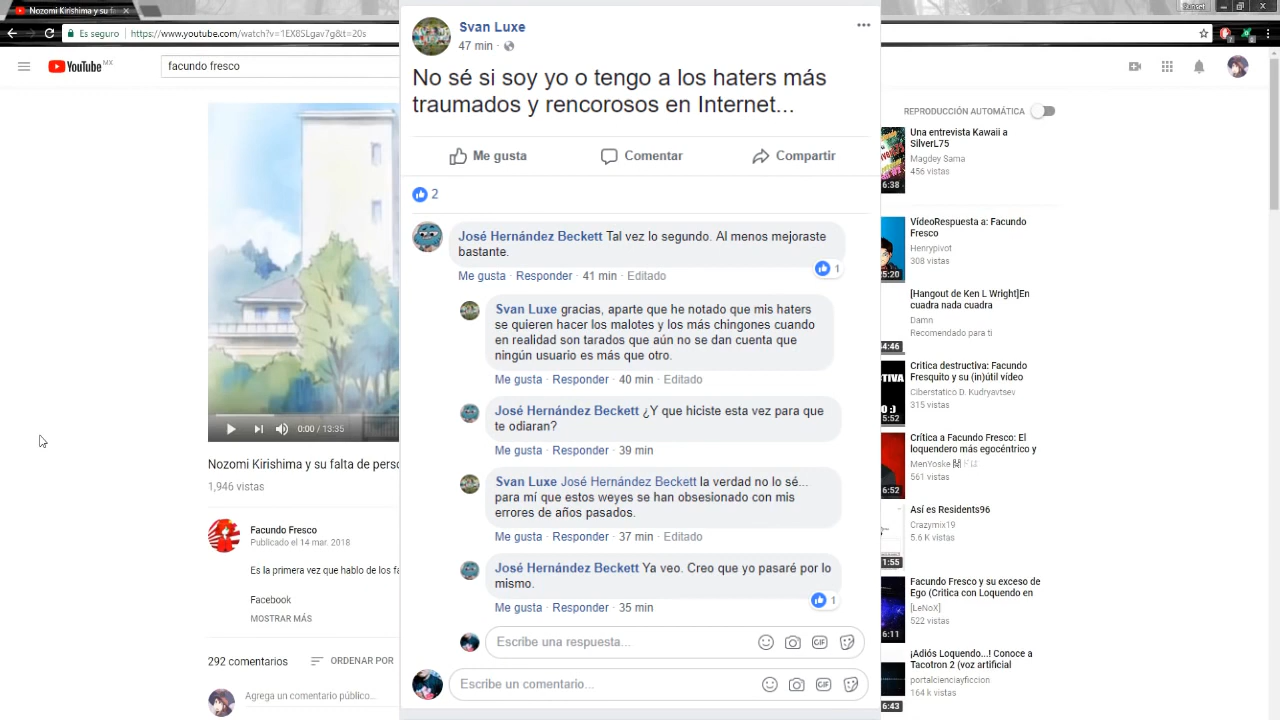 Nozomi Kirishima y su f
Sunset
Es seguro
https://www.youtube.com/watch?v=1EX8SLgav7g&t=20s
YouTube MX
facundo fresco
Svan Luxe
47 min ·
No sé si soy yo o tengo a los haters más
traumados y rencorosos en Internet...
Me gusta
Comentar
Compartir
2
José Hernández Beckett Tal vez lo segundo. Al menos mejoraste
bastante.
1
Me gusta · Responder · 41 min · Editado
Svan Luxe gracias, aparte que he notado que mis haters
se quieren hacer los malotes y los más chingones cuando
en realidad son tarados que aún no se dan cuenta que
ningún usuario es más que otro.
Me gusta · Responder · 40 min · Editado
José Hernández Beckett ¿Y que hiciste esta vez para que
te odiaran?
Me gusta · Responder · 39 min
Svan Luxe José Hernández Beckett la verdad no lo sé...
para mí que estos weyes se han obsesionado con mis
errores de años pasados.
Me gusta · Responder · 37 min · Editado
José Hernández Beckett Ya veo. Creo que yo pasaré por lo
mismo.
1
Me gusta · Responder · 35 min
Escribe una respuesta...
GIF
Escribe un comentario...
GIF
0:00 / 13:35
Nozomi Kirishima y su falta de pers
1,946 vistas
Facundo Fresco
Publicado el 14 mar. 2018
Es la primera vez que hablo de los fa
Facebook
MOSTRAR MÁS
292 comentarios
ORDENAR POR
Agrega un comentario público...
REPRODUCCIÓN AUTOMÁTICA
Una entrevista Kawaii a
SilverL75
Magdey Sama
456 vistas
6:38
VídeoRespuesta a: Facundo
Fresco
Henrypivot
308 vistas
25:20
[Hangout de Ken L Wright]En
cuadra nada cuadra
Damn
Recomendado para ti
4:46
Critica destructiva: Facundo
Fresquito y su (in)útil vídeo
Ciberstatico D. Kudryavtsev
315 vistas
TIVA
O :)
5:52
Crítica a Facundo Fresco: El
loquendero más egocéntrico y
MenYoske
561 vistas
6:52
Así es Residents96
Crazymix19
5.6 K vistas
1:55
Facundo Fresco y su exceso de
Ego (Critica con Loquendo en
[LeNoX]
522 vistas
6:11
¡Adiós Loquendo...! Conoce a
Tacotron 2 (voz artificial
portalcienciayficcion
164 k vistas
6:43